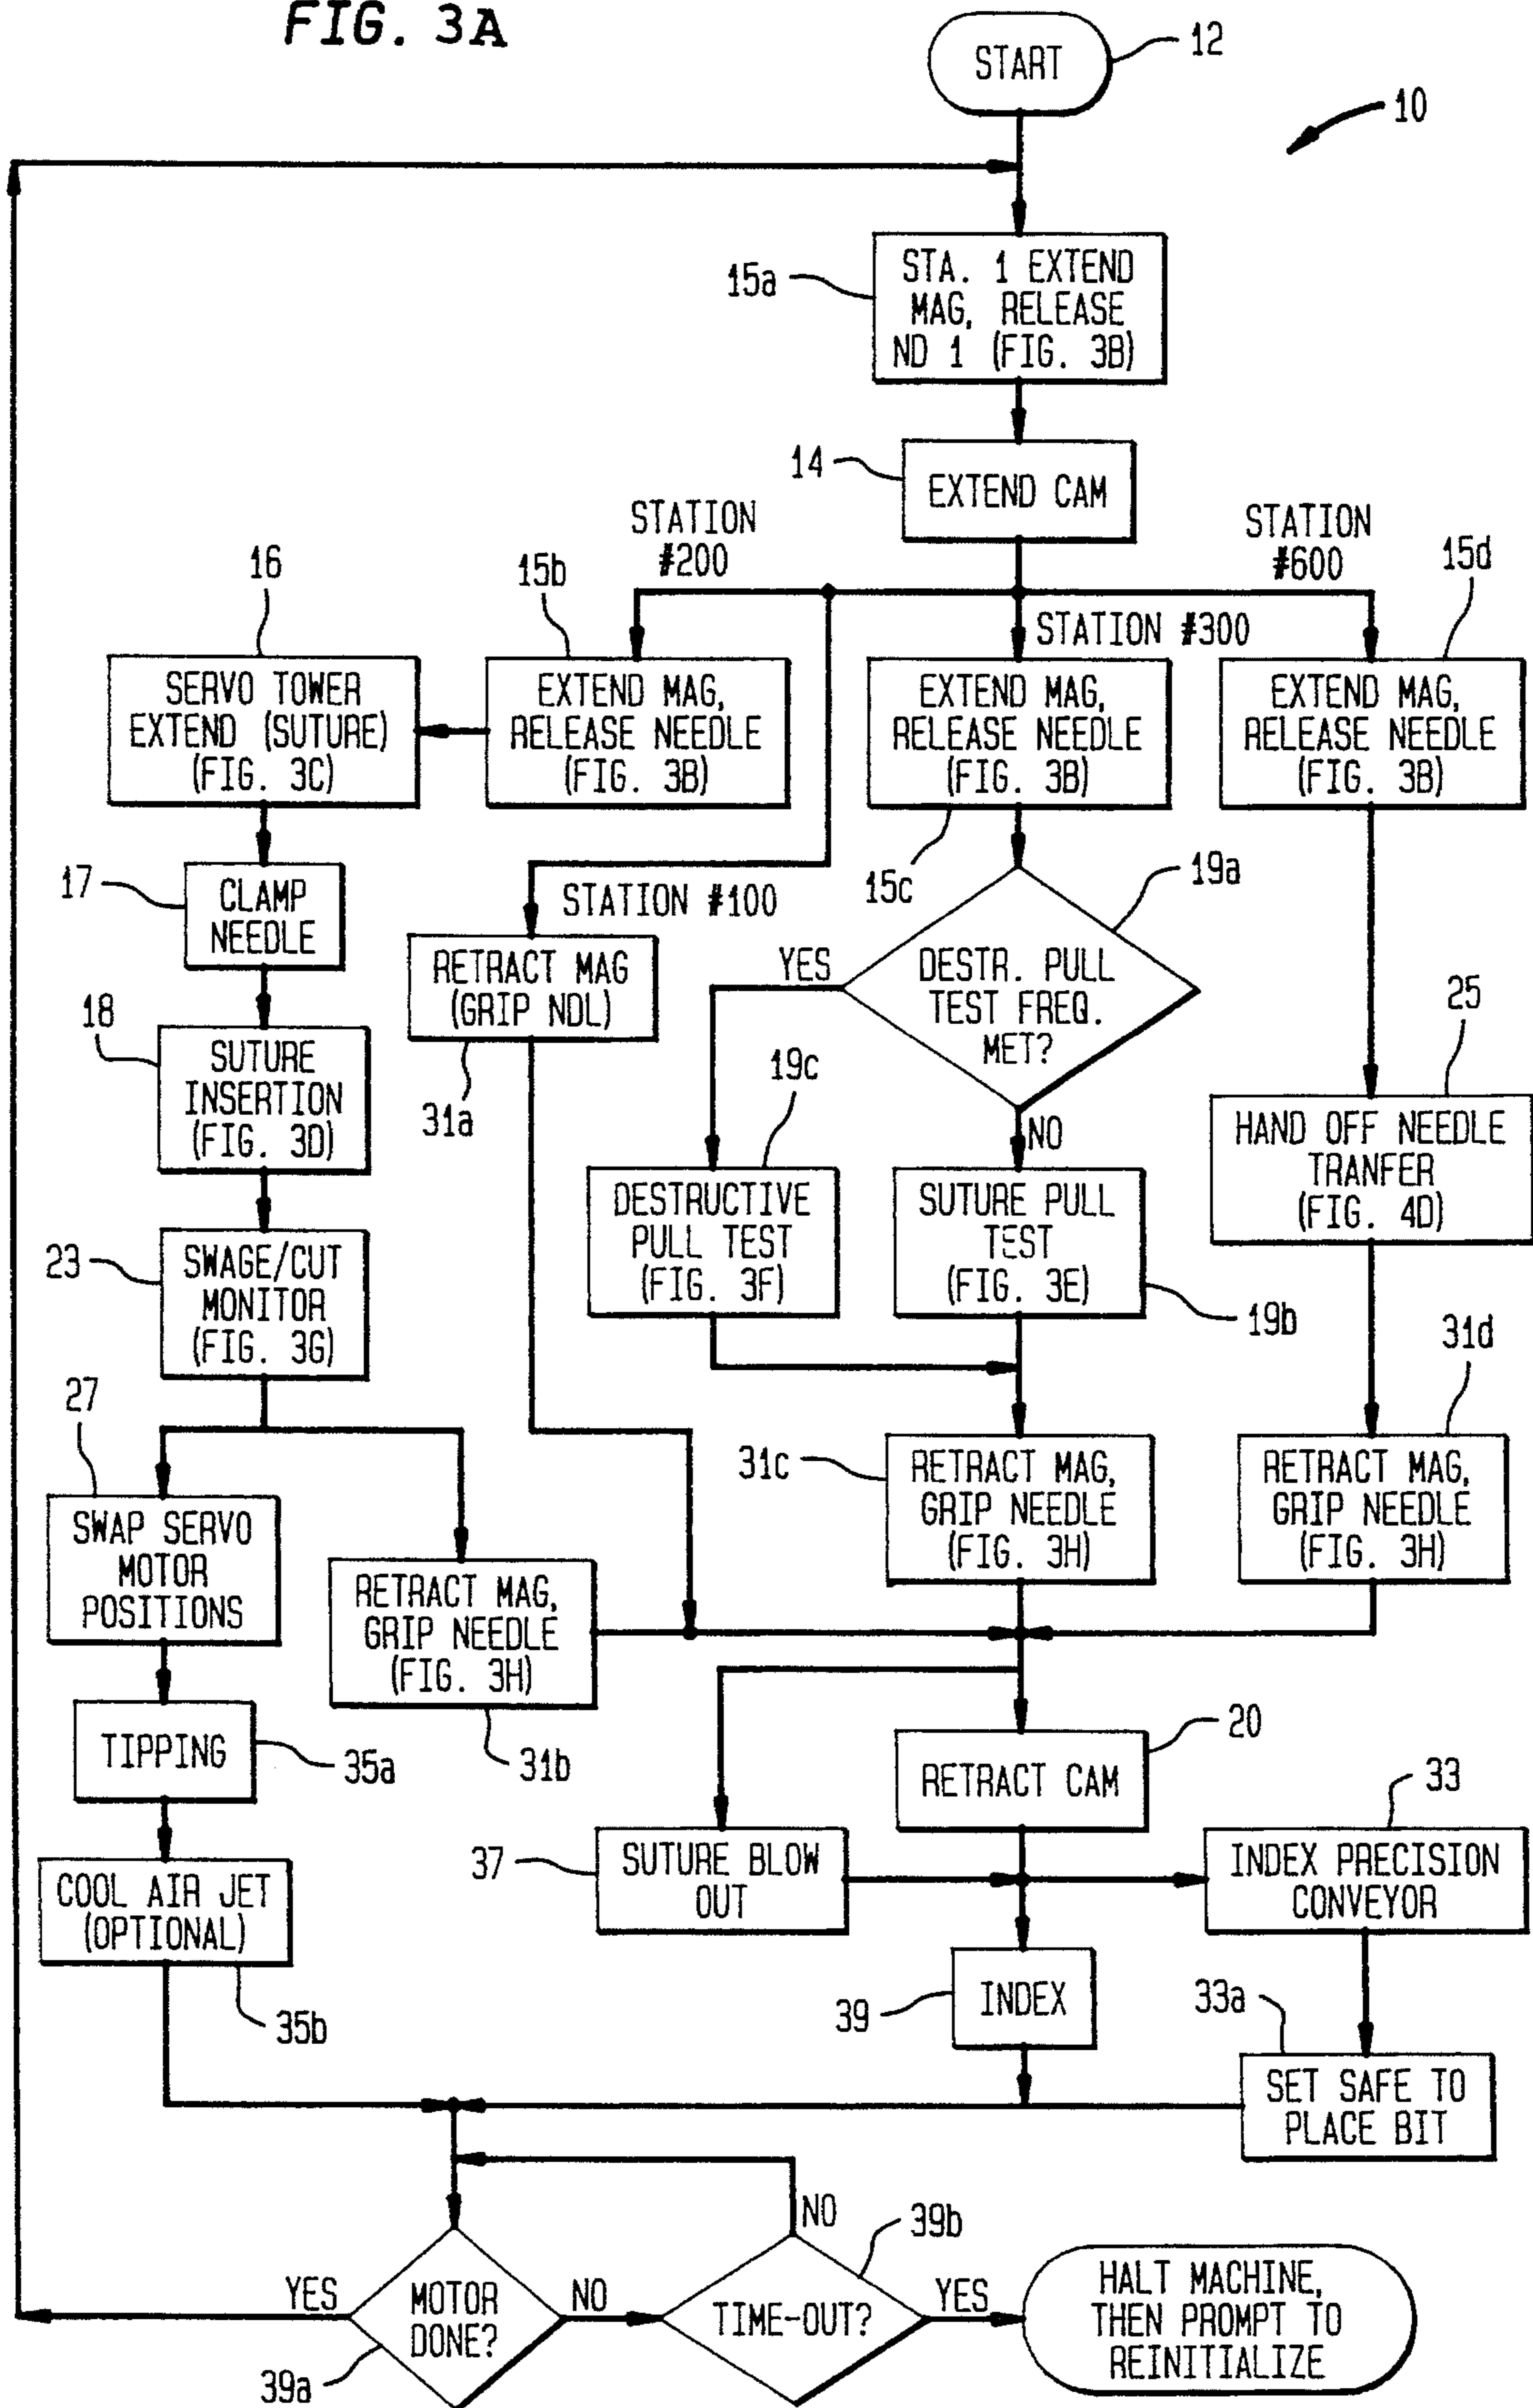 FIG. 3A
START
12
10
15a
STA. 1 EXTEND
MAG, RELEASE
ND 1 (FIG. 3B)
14
EXTEND CAM
STATION
#200
STATION
#600
16
15b
15d
STATION #300
SERVO TOWER
EXTEND (SUTURE)
(FIG. 3C)
EXTEND MAG,
RELEASE NEEDLE
(FIG. 3B)
EXTEND MAG,
RELEASE NEEDLE
(FIG. 3B)
EXTEND MAG,
RELEASE NEEDLE
(FIG. 3B)
17
CLAMP
NEEDLE
STATION #100
15c
19a
RETRACT MAG
(GRIP NDL)
31a
YES
DESTR. PULL
TEST FREQ.
MET?
NO
18
SUTURE
INSERTION
(FIG. 3D)
19c
25
DESTRUCTIVE
PULL TEST
(FIG. 3F)
SUTURE PULL
TEST
(FIG. 3E)
19b
HAND OFF NEEDLE
TRANFER
(FIG. 4D)
23
SWAGE/CUT
MONITOR
(FIG. 3G)
31d
27
31c
RETRACT MAG,
GRIP NEEDLE
(FIG. 3H)
RETRACT MAG,
GRIP NEEDLE
(FIG. 3H)
SWAP SERVO
MOTOR
POSITIONS
RETRACT MAG,
GRIP NEEDLE
(FIG. 3H)
31b
TIPPING
35a
20
RETRACT CAM
33
37
SUTURE BLOW
OUT
INDEX PRECISION
CONVEYOR
COOL AIR JET
(OPTIONAL)
35b
39
INDEX
33a
SET SAFE TO
PLACE BIT
NO
39b
YES
MOTOR
DONE?
39a
NO
TIME-OUT?
YES
HALT MACHINE,
THEN PROMPT TO
REINITIALIZE